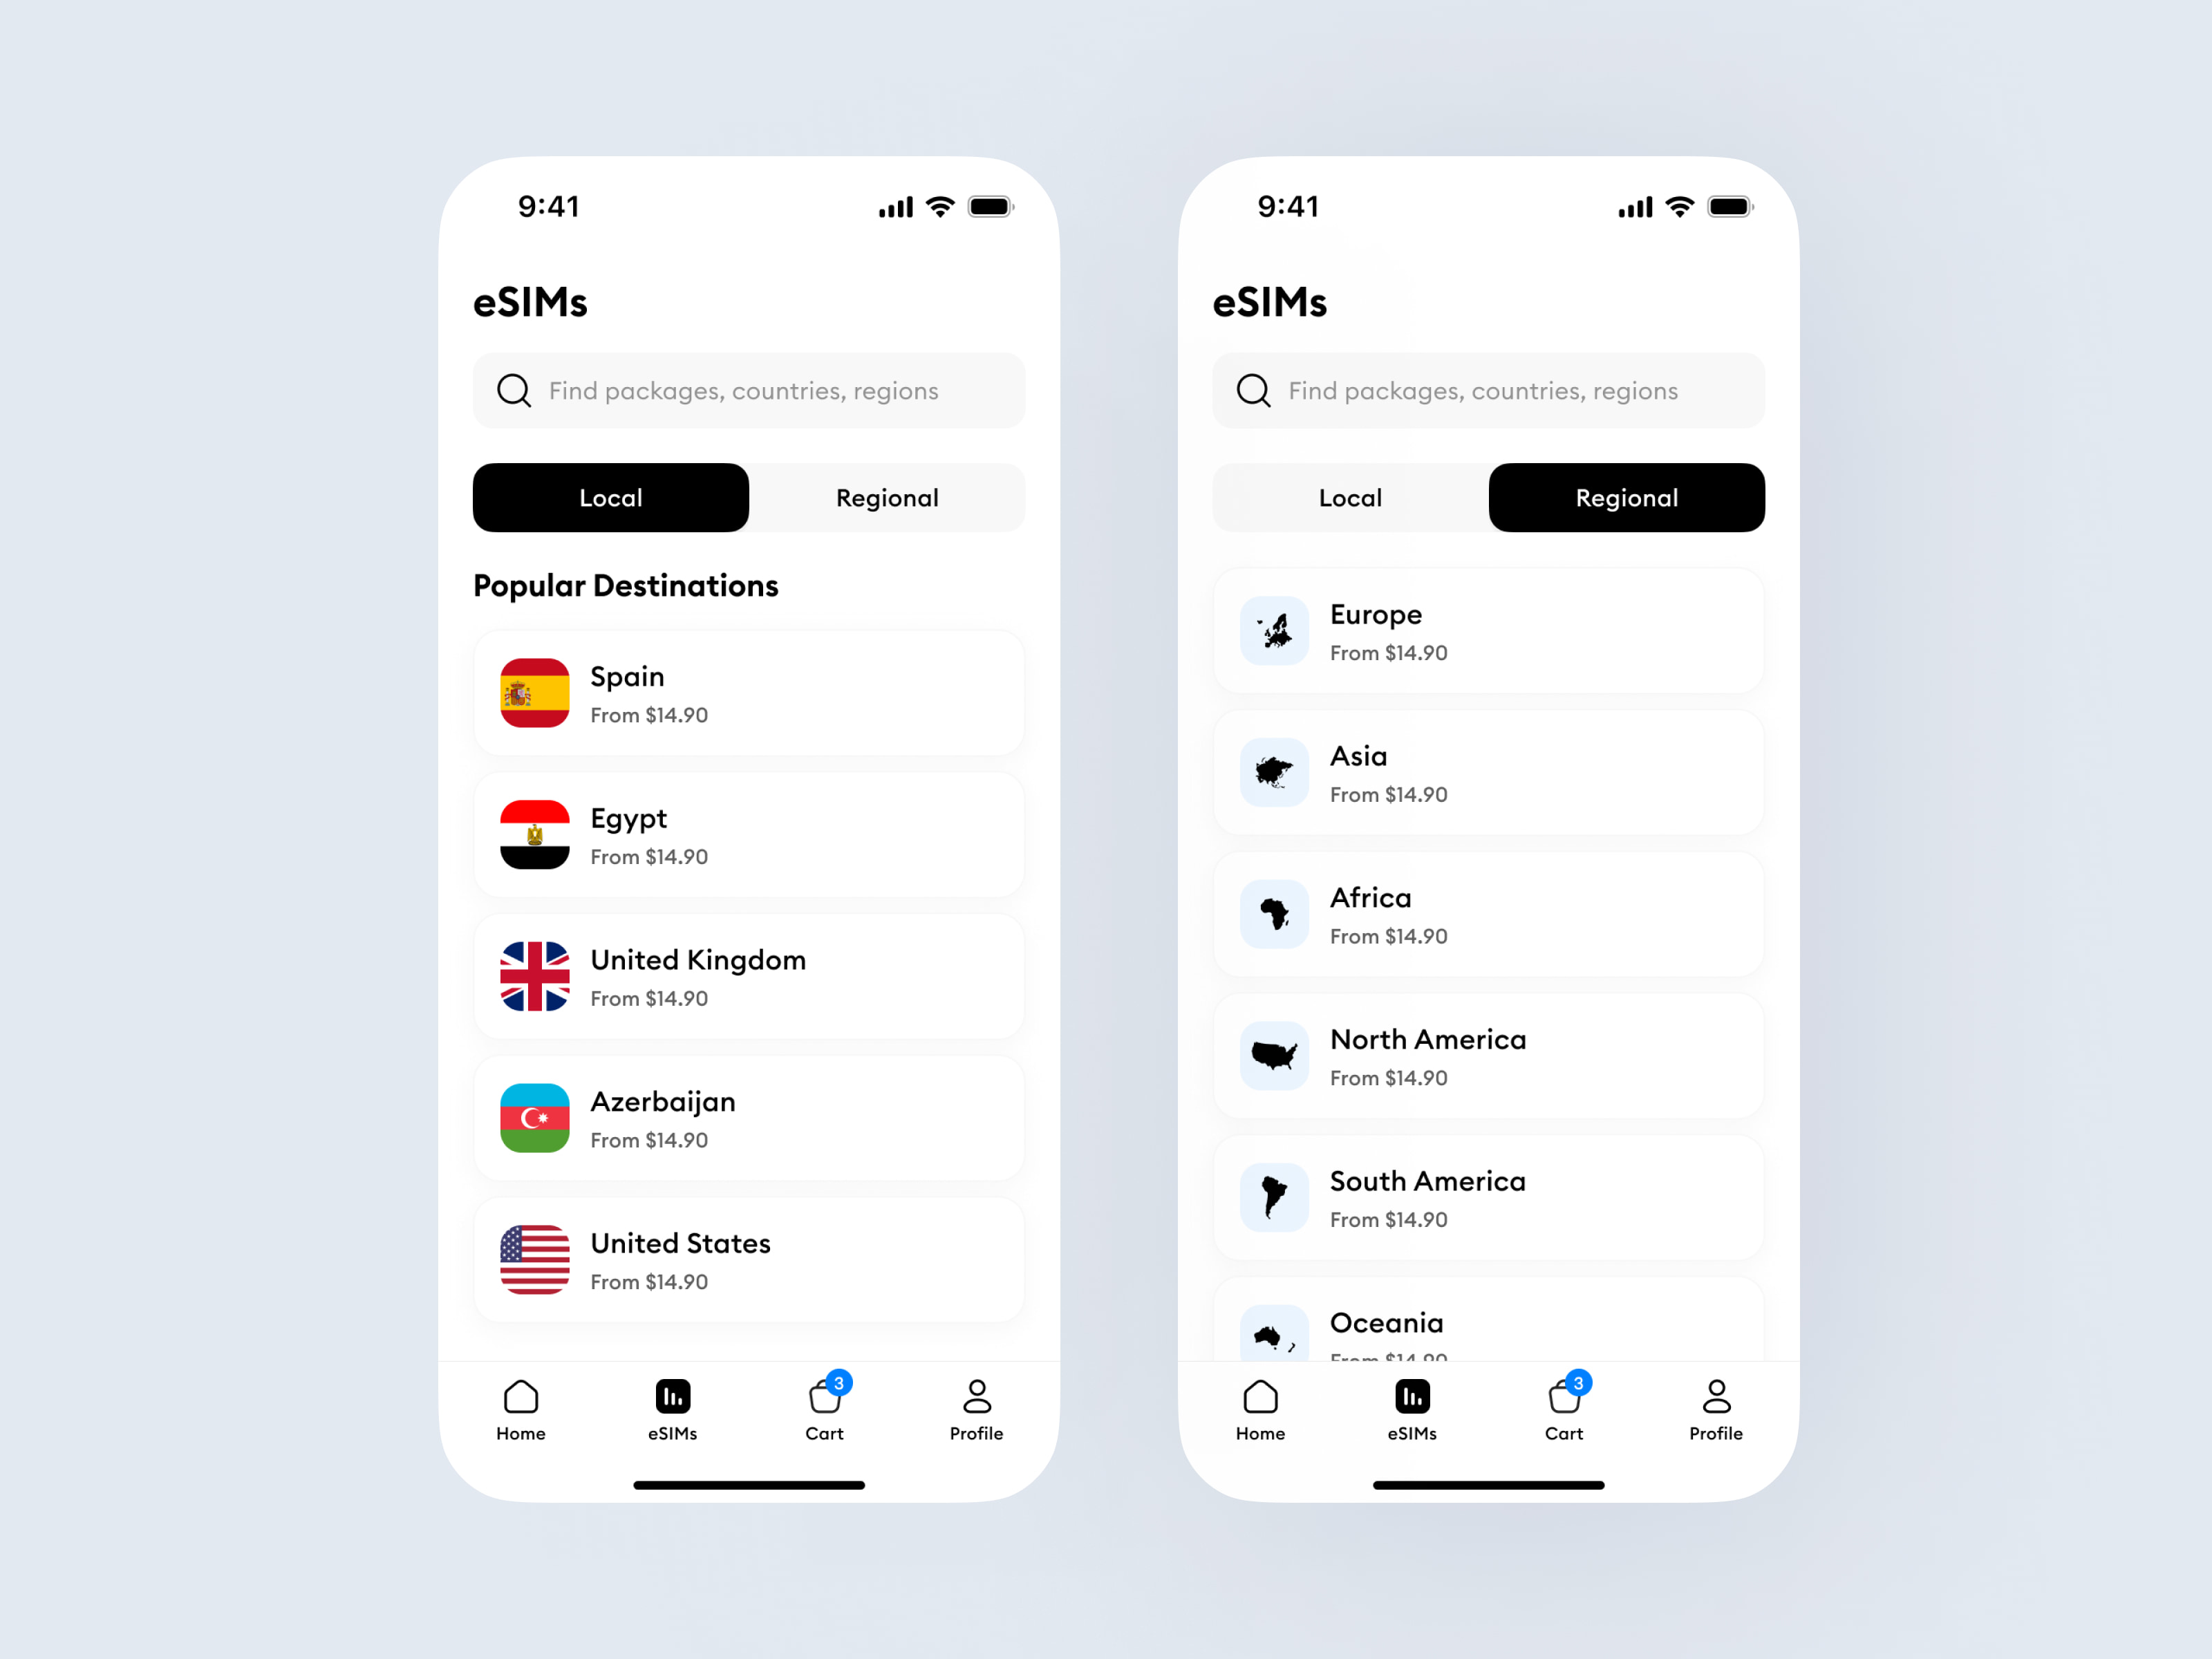 9:41
eSIMs
Find packages, countries, regions
Local
Regional
Popular Destinations
Spain
From $14.90
Egypt
From $14.90
United Kingdom
From $14.90
Azerbaijan
From $14.90
United States
From $14.90
3
Home
eSIMs
Cart
Profile
9:41
eSIMs
Find packages, countries, regions
Local
Regional
Europe
From $14.90
Asia
From $14.90
Africa
From $14.90
North America
From $14.90
South America
From $14.90
Oceania
From $14.90
3
Home
eSIMs
Cart
Profile